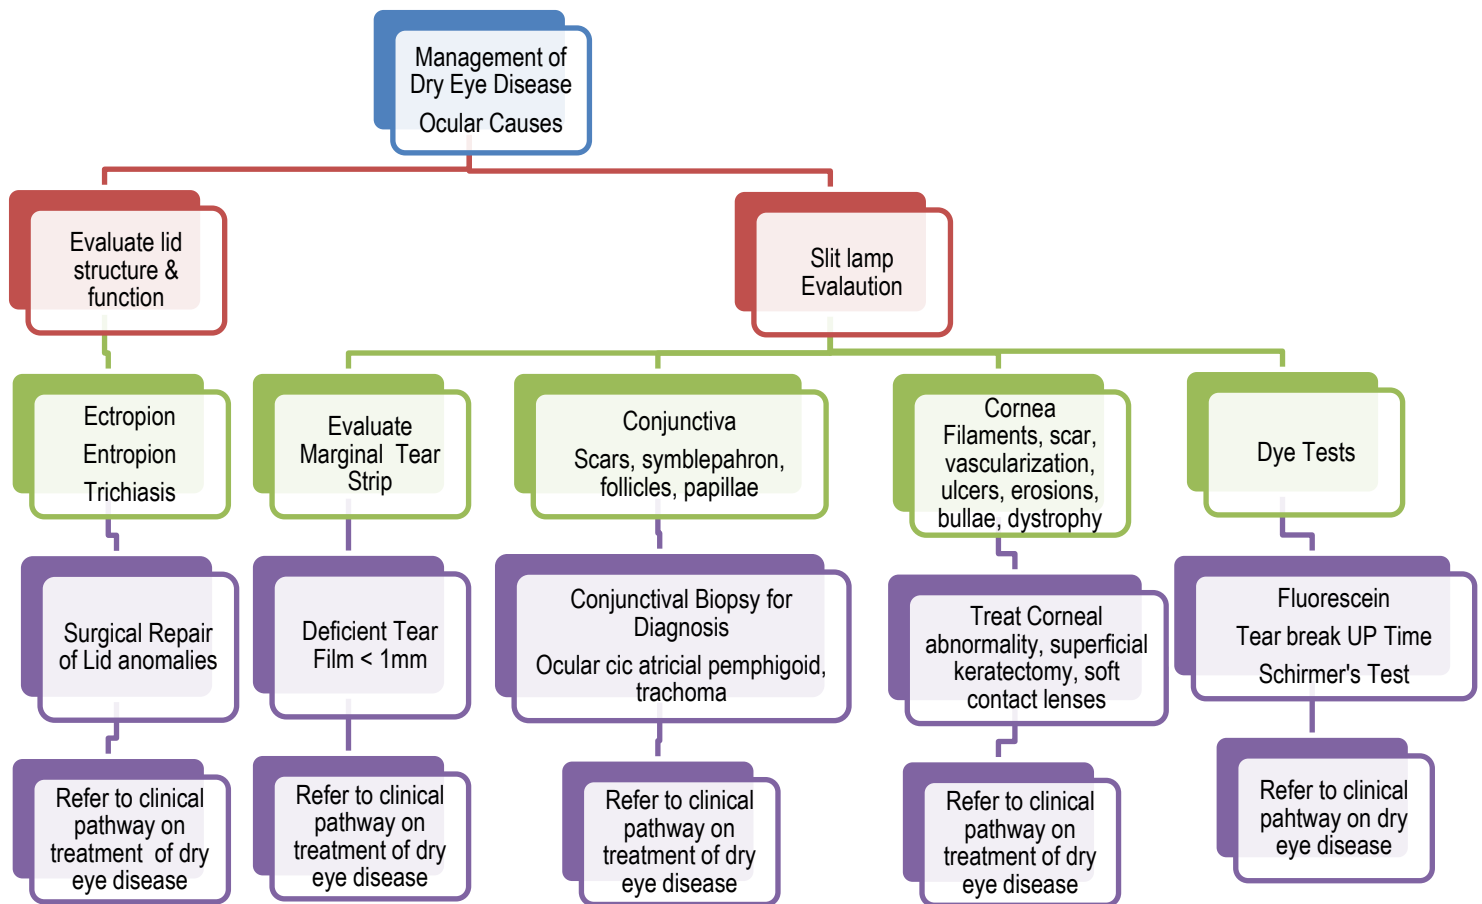 Management of
Dry Eye Disease
Ocular Causes
Evaluate lid
structure &
function
Slit lamp
Evalaution
Ectropion
Entropion
Trichiasis
Evaluate
Marginal Tear
Strip
Conjunctiva
Scars, symblepahron,
follicles, papillae
Cornea
Filaments, scar,
vascularization,
ulcers, erosions,
bullae, dystrophy
Dye Tests
Surgical Repair
of Lid anomalies
Deficient Tear
Film < 1mm
Conjunctival Biopsy for
Diagnosis
Ocular cic atricial pemphigoid,
trachoma
Treat Corneal
abnormality, superficial
keratectomy, soft
contact lenses
Fluorescein
Tear break UP Time
Schirmer's Test
Refer to clinical
pathway on
treatment of dry
eye disease
Refer to clinical
pathway on
treatment of dry
eye disease
Refer to clinical
pathway on
treatment of dry
eye disease
Refer to clinical
pathway on
treatment of dry
eye disease
Refer to clinical
pahtway on dry
eye disease